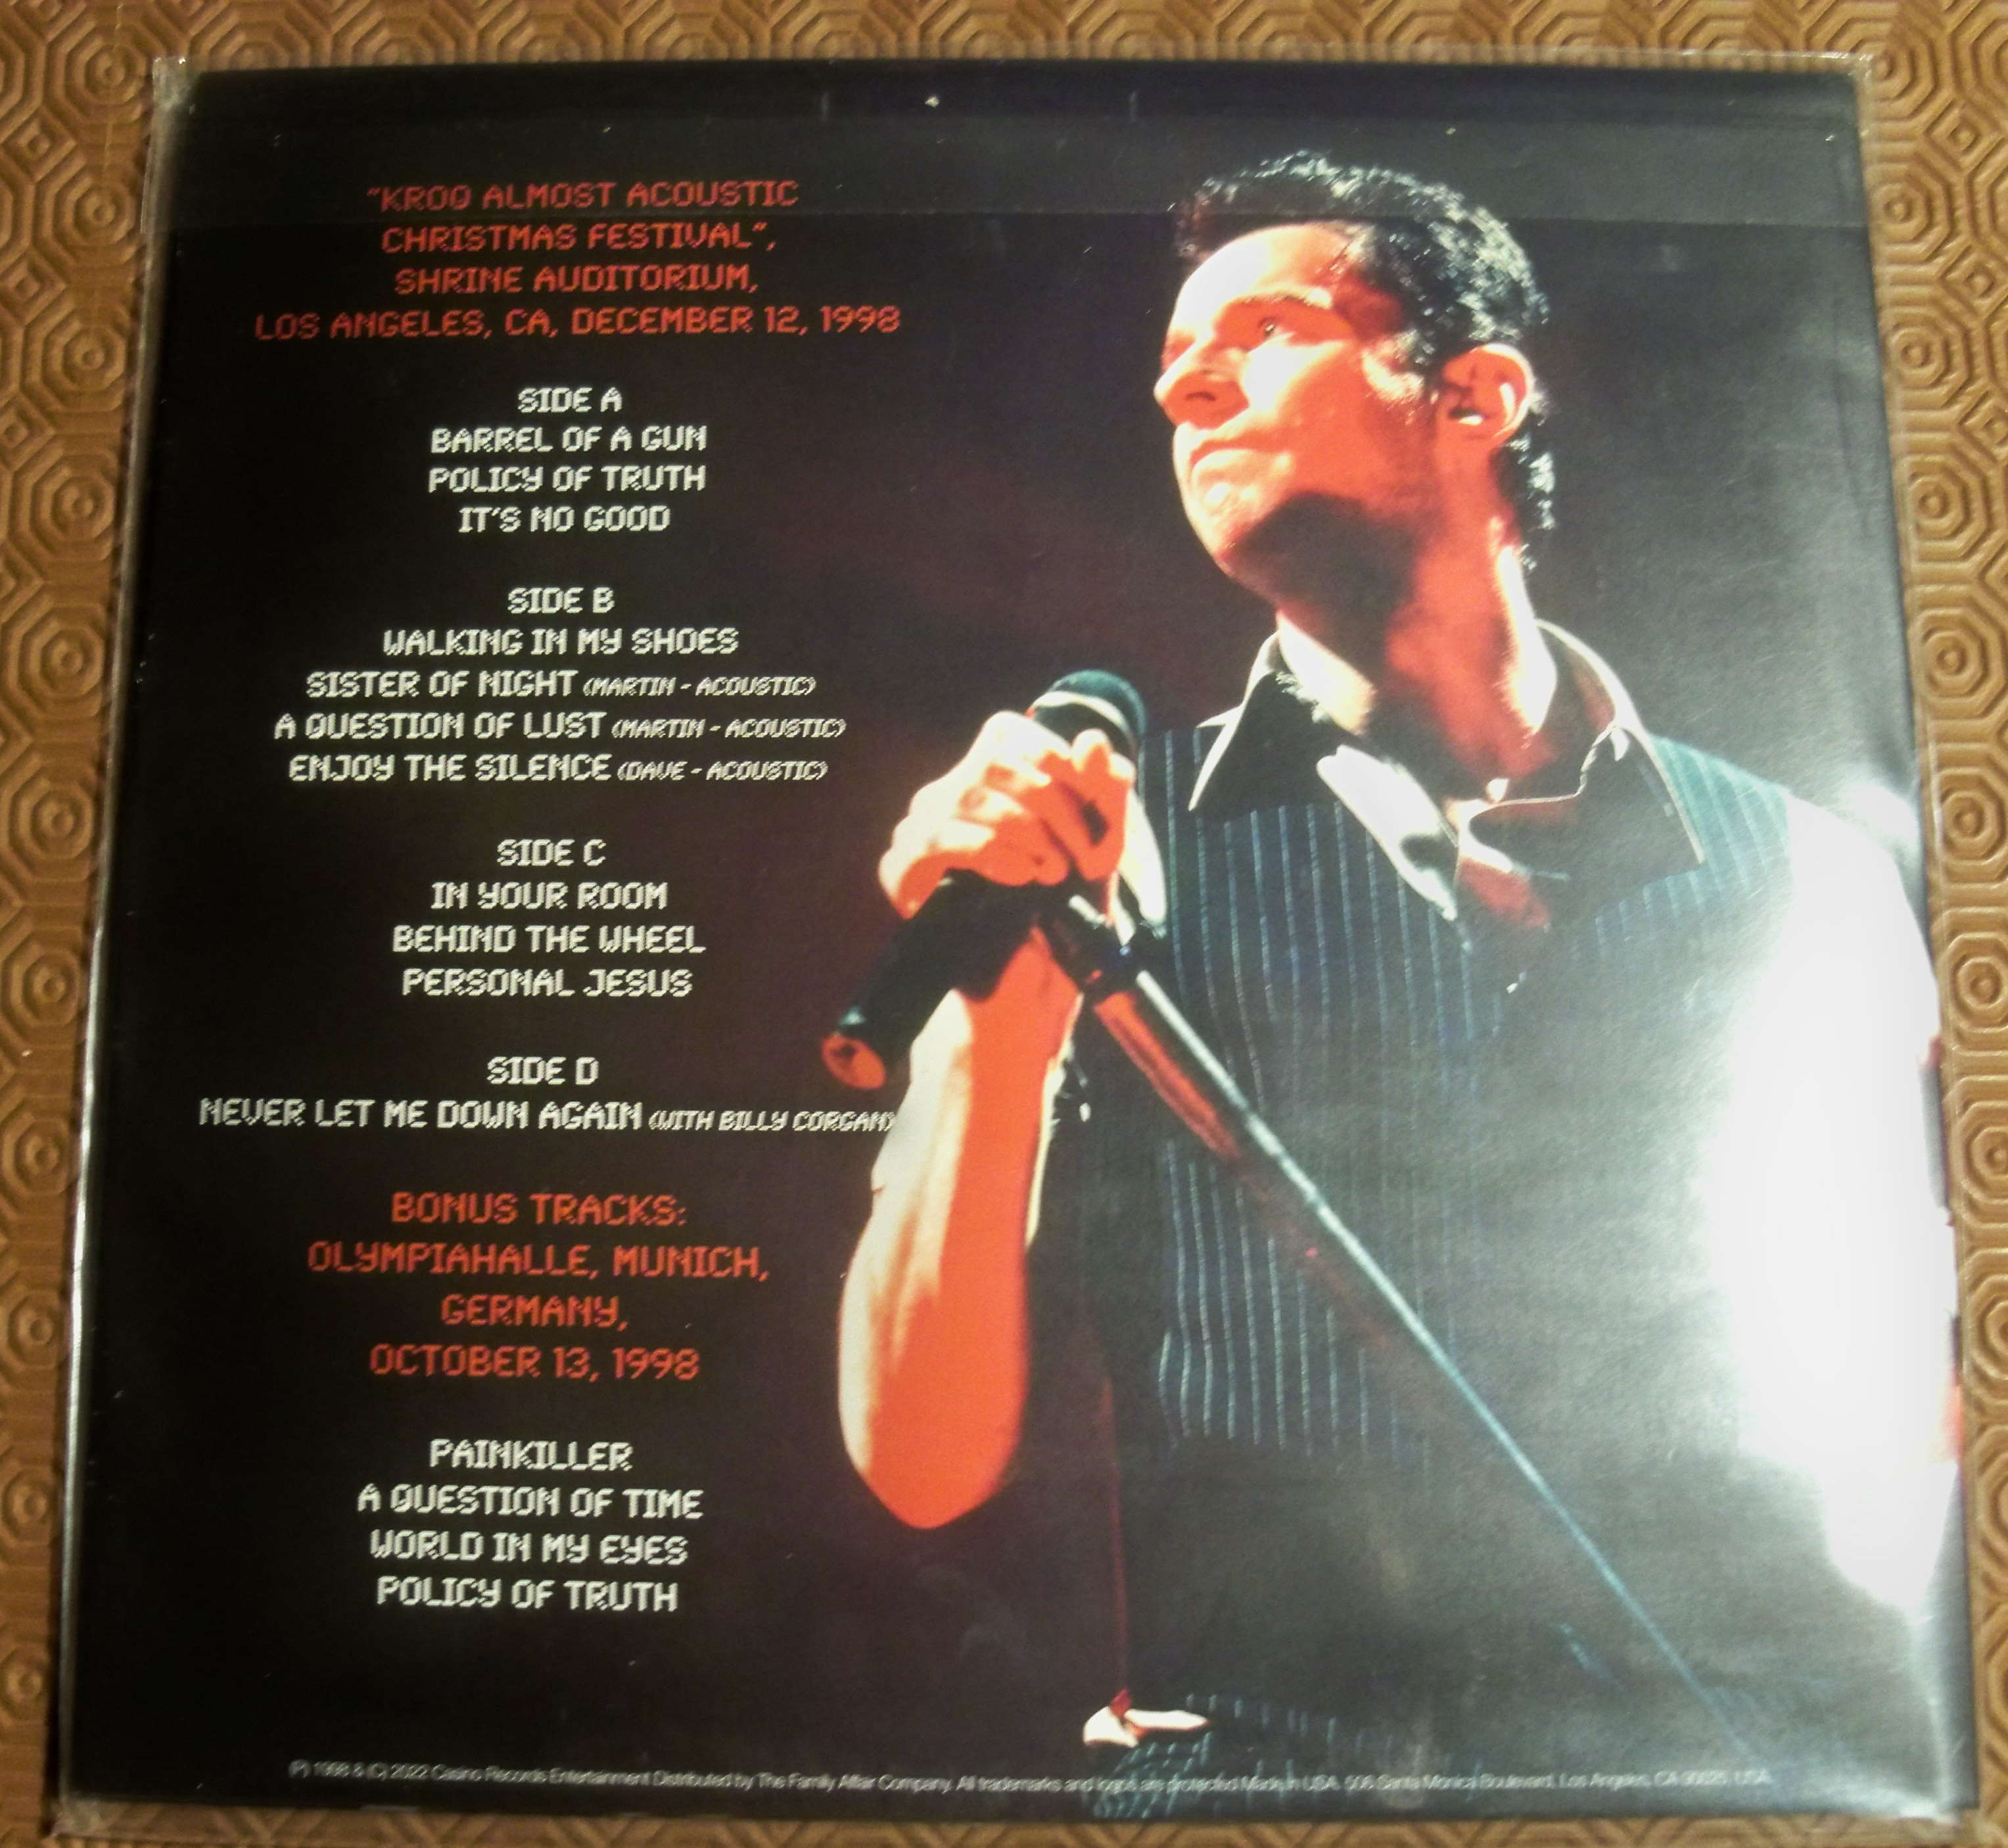 "KROQ ALMOST ACOUSTIC
CHRISTMAS FESTIVAL",
SHRINE AUDITORIUM,
LOS ANGELES, CA, DECEMBER 12, 1998
SIDE A
BARREL OF A GUN
POLICY OF TRUTH
IT'S NO GOOD
SIDE B
WALKING IN MY SHOES
SISTER OF NIGHT (MARTIN - ACOUSTIC)
A QUESTION OF LUST (MARTIN - ACOUSTIC)
ENJOY THE SILENCE (DAVE - ACOUSTIC)
SIDE C
IN YOUR ROOM
BEHIND THE WHEEL
PERSONAL JESUS
SIDE D
NEVER LET ME DOWN AGAIN (WITH BILLY CORGAN)
BONUS TRACKS:
OLYMPIAHALLE, MUNICH,
GERMANY,
OCTOBER 13, 1998
PAINKILLER
A QUESTION OF TIME
WORLD IN MY EYES
POLICY OF TRUTH
(P) 1998 & (C) 2022 Casino Records Entertainment Distributed by The Family Affair Company. All trademarks and logos are protected Made in USA. 506 Santa Monica Boulevard. Los Angeles, CA USA